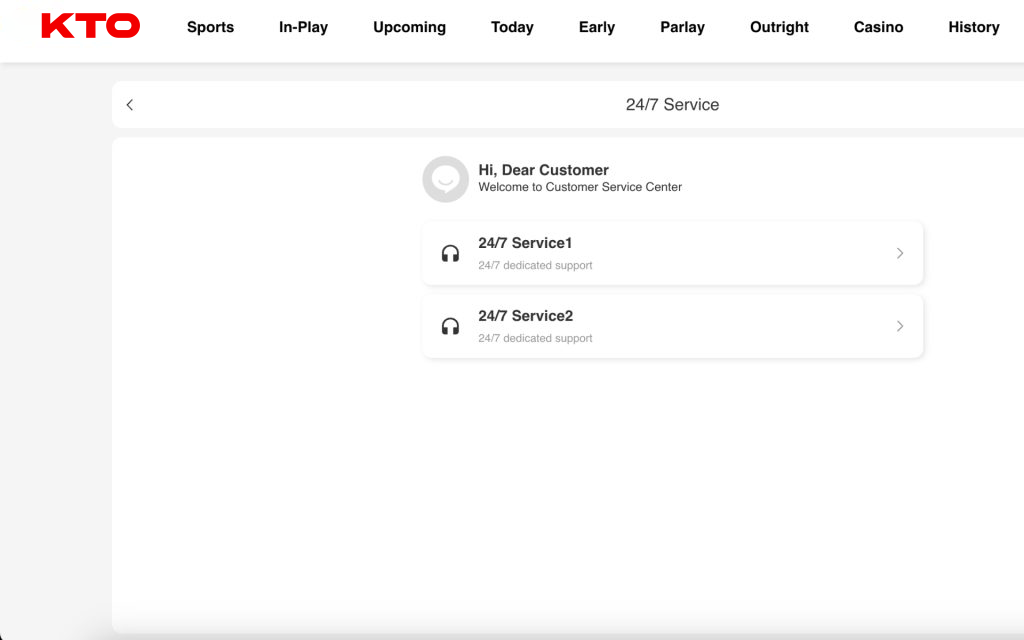 KTO Sports In-Play Upcoming Today Early Parlay Outright Casino History
24/7 Service
Hi, Dear Customer
Welcome to Customer Service Center
24/7 Service1
24/7 dedicated support
24/7 Service2
24/7 dedicated support